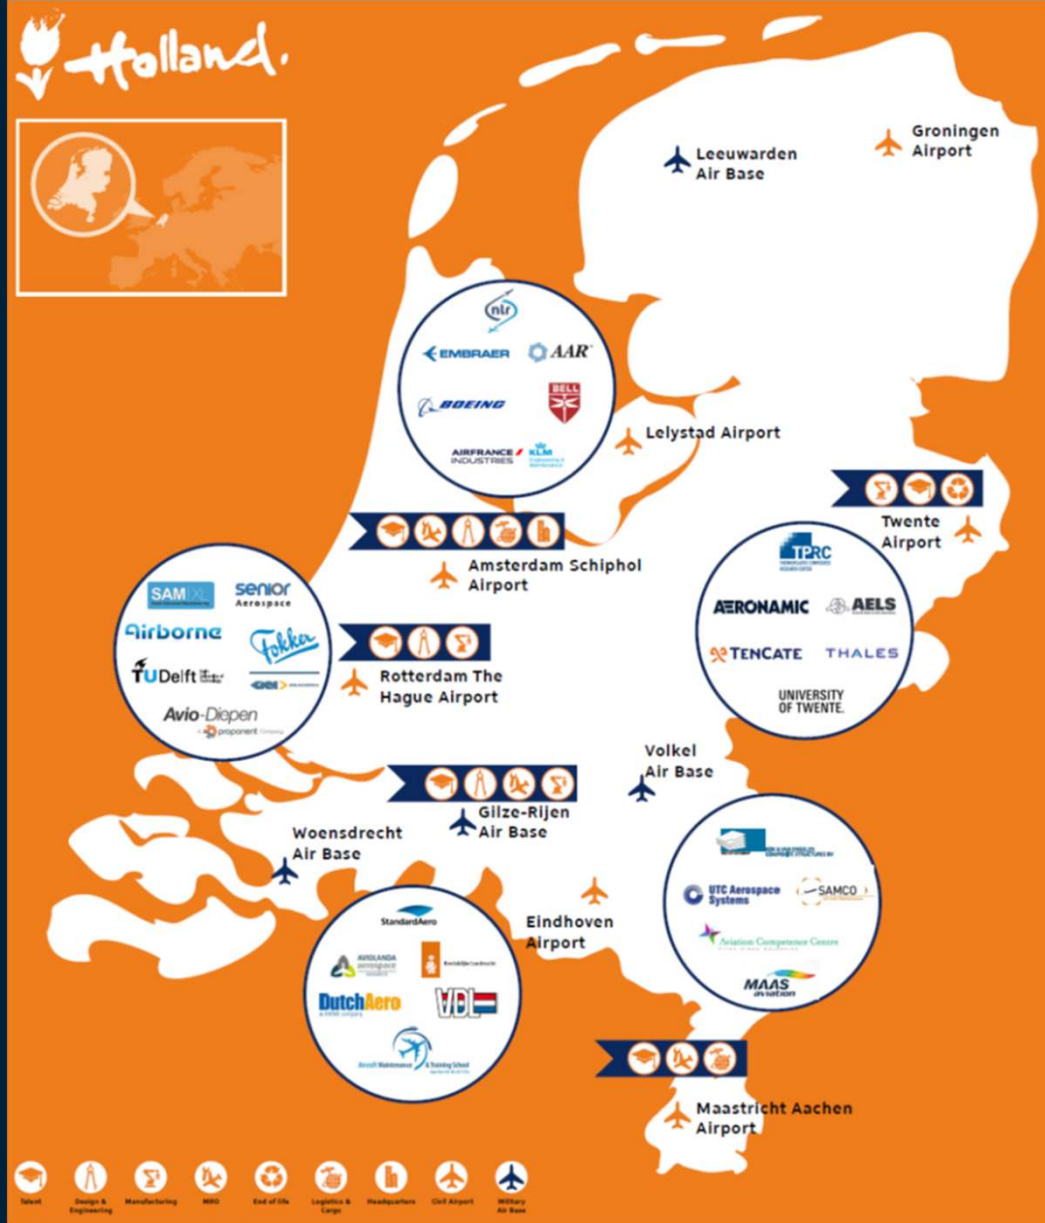 Holland.
Leeuwarden
Air Base
Groningen
Airport
nlr
EMBRAER
AAR
BOEING
BELL
AIRFRANCE
INDUSTRIES
KLM
Lelystad Airport
Amsterdam Schiphol
Airport
Twente
Airport
TPRC
AERONAMIC
AELS
TENCATE
THALES
UNIVERSITY
OF TWENTE.
SAM XL
senior
Aerospace
Airborne
Fokker
TUDelft
Avio-Diepen
proponent
Rotterdam The
Hague Airport
Volkel
Air Base
Gilze-Rijen
Air Base
Woensdrecht
Air Base
Eindhoven
Airport
UTC Aerospace
Systems
SAMCO
Aviation Competence Centre
MAAS
aviation
StandardAero
AVIOLANDA
aerospace
Koninklijke Luchtmacht
DutchAero
VDL
Aircraft Maintenance & Training School
Maastricht Aachen
Airport
Talent
Design &
Engineering
Manufacturing
MRO
End of life
Logistics &
Cargo
Headquarters
Civil Airport
Military
Air Base